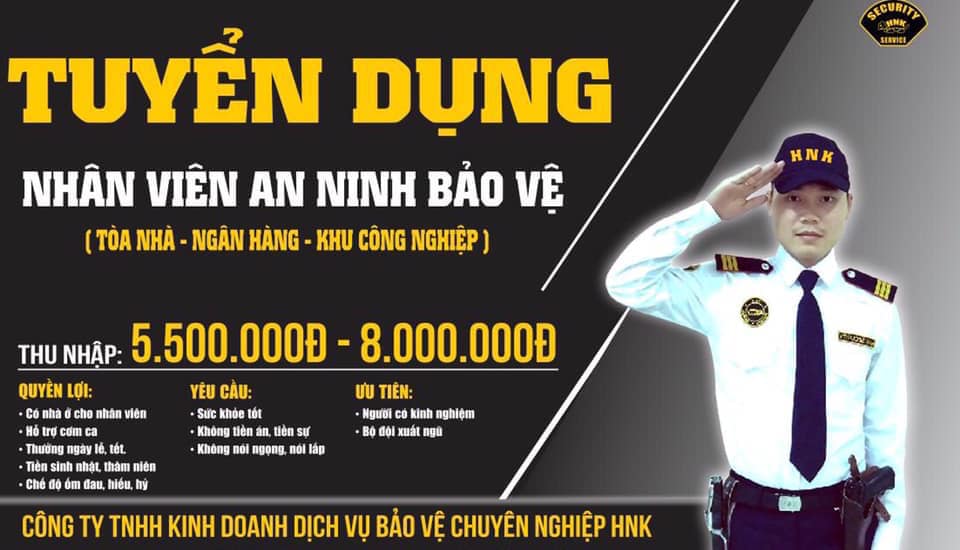 SECURITY
HNK
SERVICE
TUYỂN DỤNG
NHÂN VIÊN AN NINH BẢO VỆ
( TÒA NHÀ - NGÂN HÀNG - KHU CÔNG NGHIỆP )
HNK
THU NHẬP: 5.500.000Đ - 8.000.000Đ
QUYỀN LỢI:
• Có nhà ở cho nhân viên
• Hỗ trợ cơm ca
• Thưởng ngày lễ, tết.
• Tiền sinh nhật, thâm niên
• Chế độ ốm đau, hiếu, hỷ
YÊU CẦU:
• Sức khỏe tốt
• Không tiền án, tiền sự
• Không nói ngọng, nói lắp
ƯU TIÊN:
• Người có kinh nghiệm
• Bộ đội xuất ngũ
CÔNG TY TNHH KINH DOANH DỊCH VỤ BẢO VỆ CHUYÊN NGHIỆP HNK